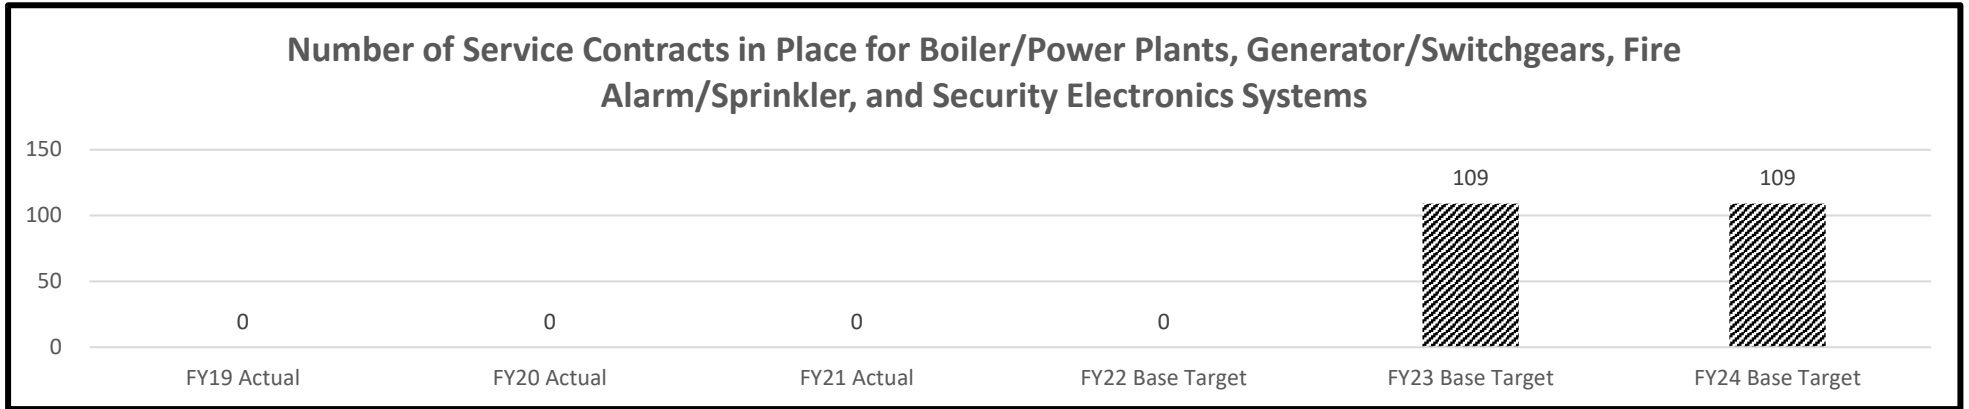 Number of Service Contracts in Place for Boiler/Power Plants, Generator/Switchgears, Fire
Alarm/Sprinkler, and Security Electronics Systems
150
100
50
0
0
0
0
0
109
109
FY19 Actual
FY20 Actual
FY21 Actual
FY22 Base Target
FY23 Base Target
FY24 Base Target